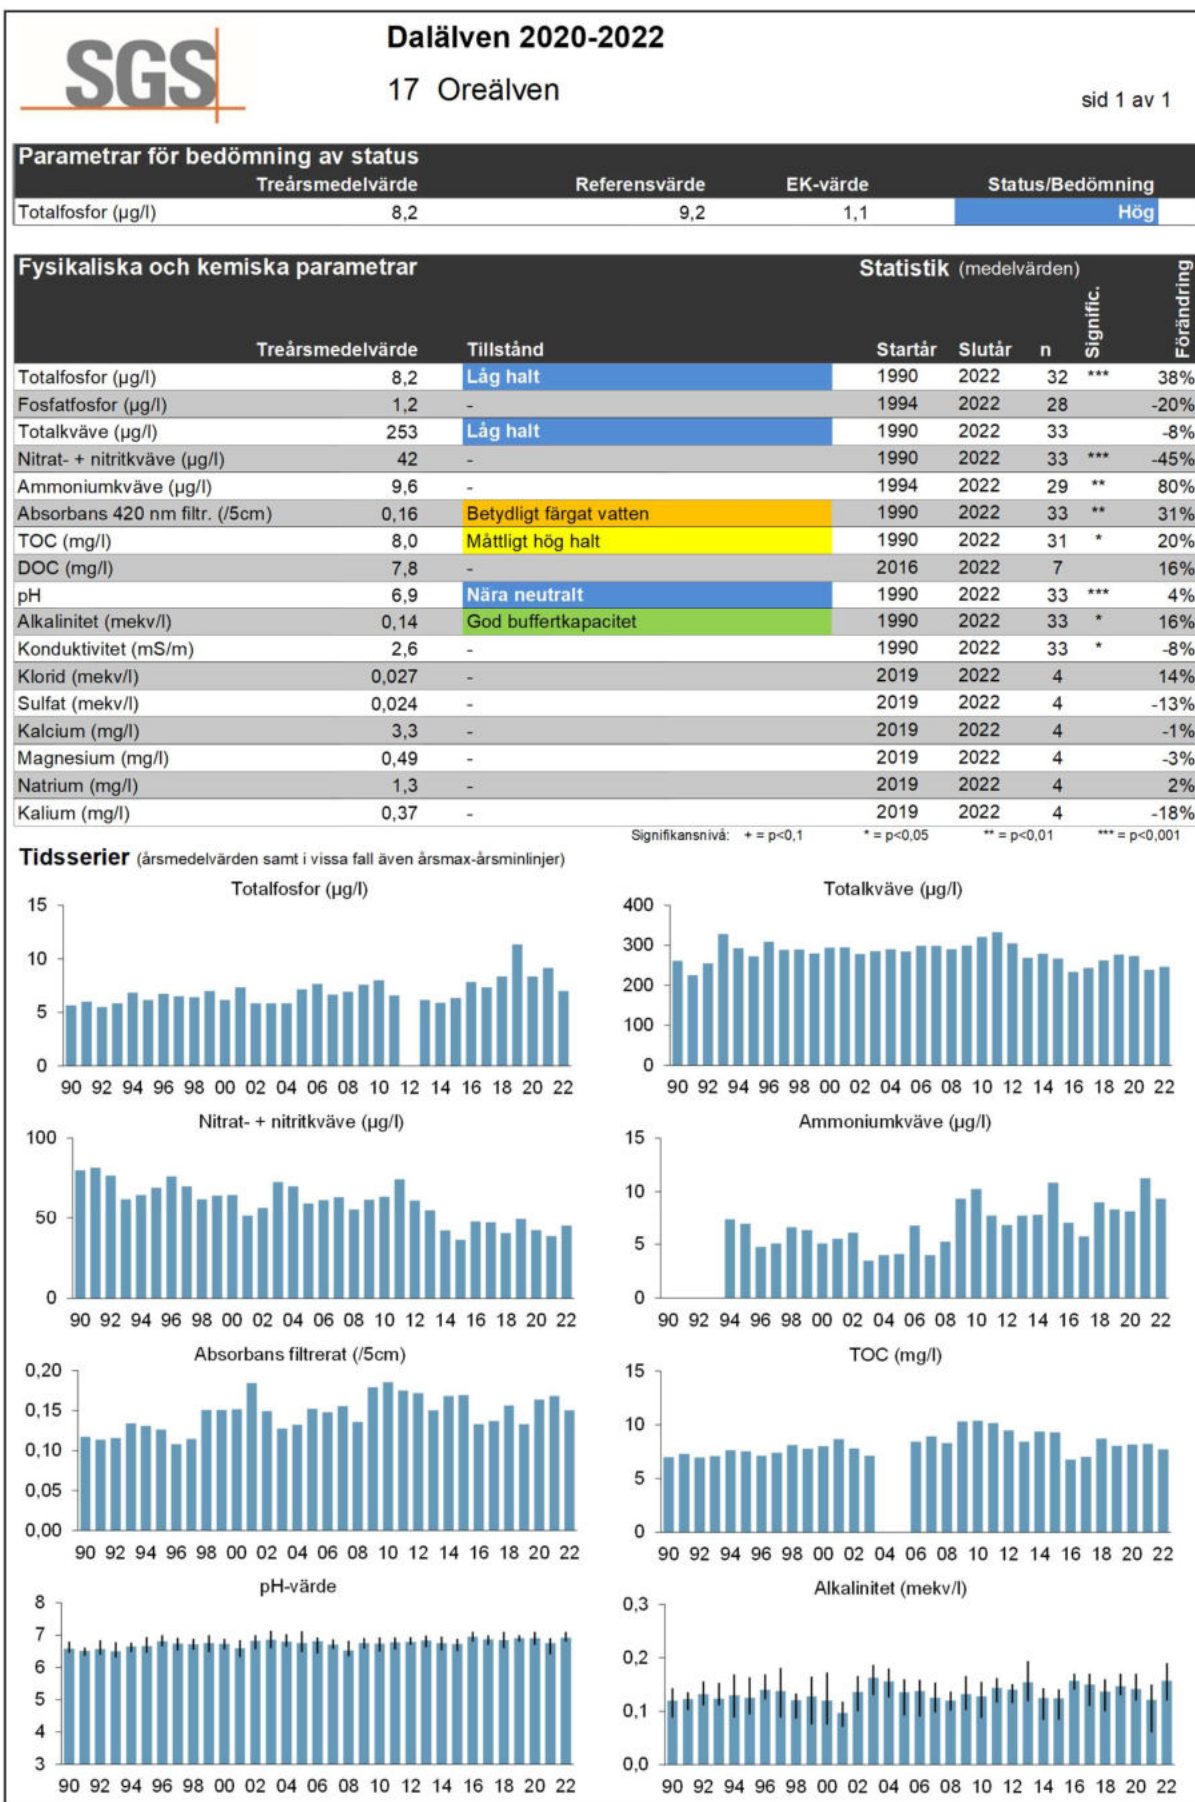 SGS
Dalälven 2020-2022
17 Oreälven
sid 1 av 1
Parametrar för bedömning av status
Treårsmedelvärde Referensvärde EK-värde Status/Bedömning
Totalfosfor (µg/l) 8,2 9,2 1,1 Hög
Fysikaliska och kemiska parametrar Statistik (medelvärden)
Treårsmedelvärde Tillstånd Startår Slutår n Signific. Förändring
Totalfosfor (µg/l) 8,2 Låg halt 1990 2022 32 *** 38%
Fosfatfosfor (µg/l) 1,2 - 1994 2022 28 -20%
Totalkväve (µg/l) 253 Låg halt 1990 2022 33 -8%
Nitrat- + nitritkväve (µg/l) 42 - 1990 2022 33 *** -45%
Ammoniumkväve (µg/l) 9,6 - 1994 2022 29 ** 80%
Absorbans 420 nm filtr. (/5cm) 0,16 Betydligt färgat vatten 1990 2022 33 ** 31%
TOC (mg/l) 8,0 Måttligt hög halt 1990 2022 31 * 20%
DOC (mg/l) 7,8 - 2016 2022 7 16%
pH 6,9 Nära neutralt 1990 2022 33 *** 4%
Alkalinitet (mekv/l) 0,14 God buffertkapacitet 1990 2022 33 * 16%
Konduktivitet (mS/m) 2,6 - 1990 2022 33 * -8%
Klorid (mekv/l) 0,027 - 2019 2022 4 14%
Sulfat (mekv/l) 0,024 - 2019 2022 4 -13%
Kalcium (mg/l) 3,3 - 2019 2022 4 -1%
Magnesium (mg/l) 0,49 - 2019 2022 4 -3%
Natrium (mg/l) 1,3 - 2019 2022 4 2%
Kalium (mg/l) 0,37 - 2019 2022 4 -18%
Signifikansnivå: + = p<0,1 * = p<0,05 ** = p<0,01 *** = p<0,001
Tidsserier (årsmedelvärden samt i vissa fall även årsmax-årsminlinjer)
Totalfosfor (µg/l)
15
10
5
0
90 92 94 96 98 00 02 04 06 08 10 12 14 16 18 20 22
Totalkväve (µg/l)
400
300
200
100
0
90 92 94 96 98 00 02 04 06 08 10 12 14 16 18 20 22
Nitrat- + nitritkväve (µg/l)
100
50
0
90 92 94 96 98 00 02 04 06 08 10 12 14 16 18 20 22
Ammoniumkväve (µg/l)
15
10
5
0
90 92 94 96 98 00 02 04 06 08 10 12 14 16 18 20 22
Absorbans filtrerat (/5cm)
0,20
0,15
0,10
0,05
0,00
90 92 94 96 98 00 02 04 06 08 10 12 14 16 18 20 22
TOC (mg/l)
15
10
5
0
90 92 94 96 98 00 02 04 06 08 10 12 14 16 18 20 22
pH-värde
8
7
6
5
4
3
90 92 94 96 98 00 02 04 06 08 10 12 14 16 18 20 22
Alkalinitet (mekv/l)
0,3
0,2
0,1
0,0
90 92 94 96 98 00 02 04 06 08 10 12 14 16 18 20 22